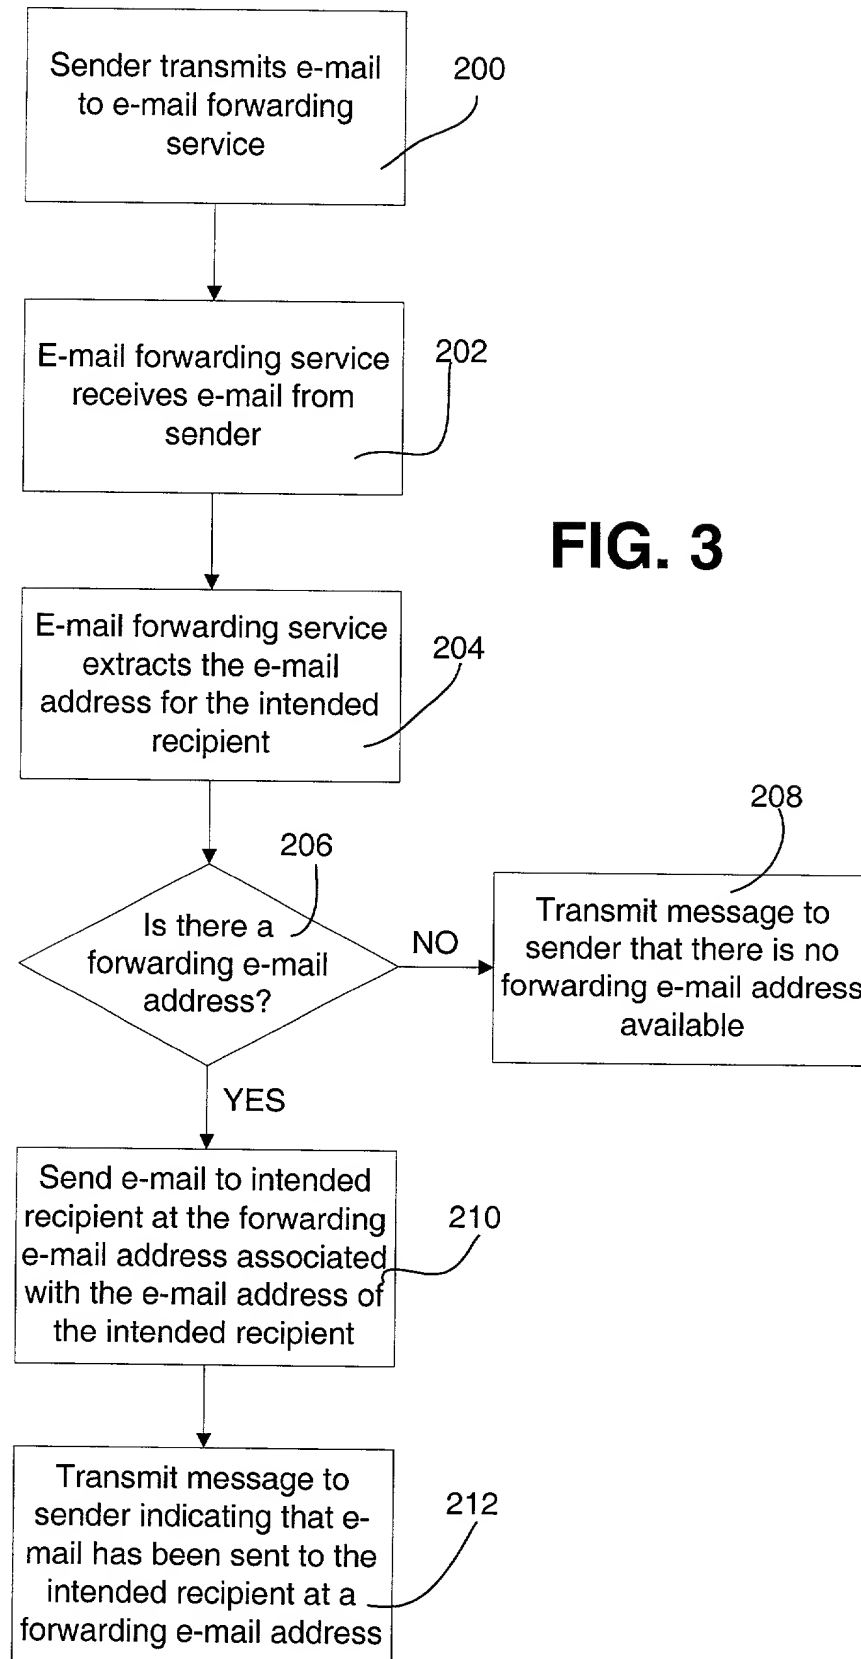 Sender transmits e-mail
to e-mail forwarding
service
200
E-mail forwarding service
receives e-mail from
sender
202
FIG. 3
E-mail forwarding service
extracts the e-mail
address for the intended
recipient
204
206
Is there a
forwarding e-mail
address?
NO
208
Transmit message to
sender that there is no
forwarding e-mail address
available
YES
Send e-mail to intended
recipient at the forwarding
e-mail address associated
with the e-mail address of
the intended recipient
210
Transmit message to
sender indicating that e-
mail has been sent to the
intended recipient at a
forwarding e-mail address
212